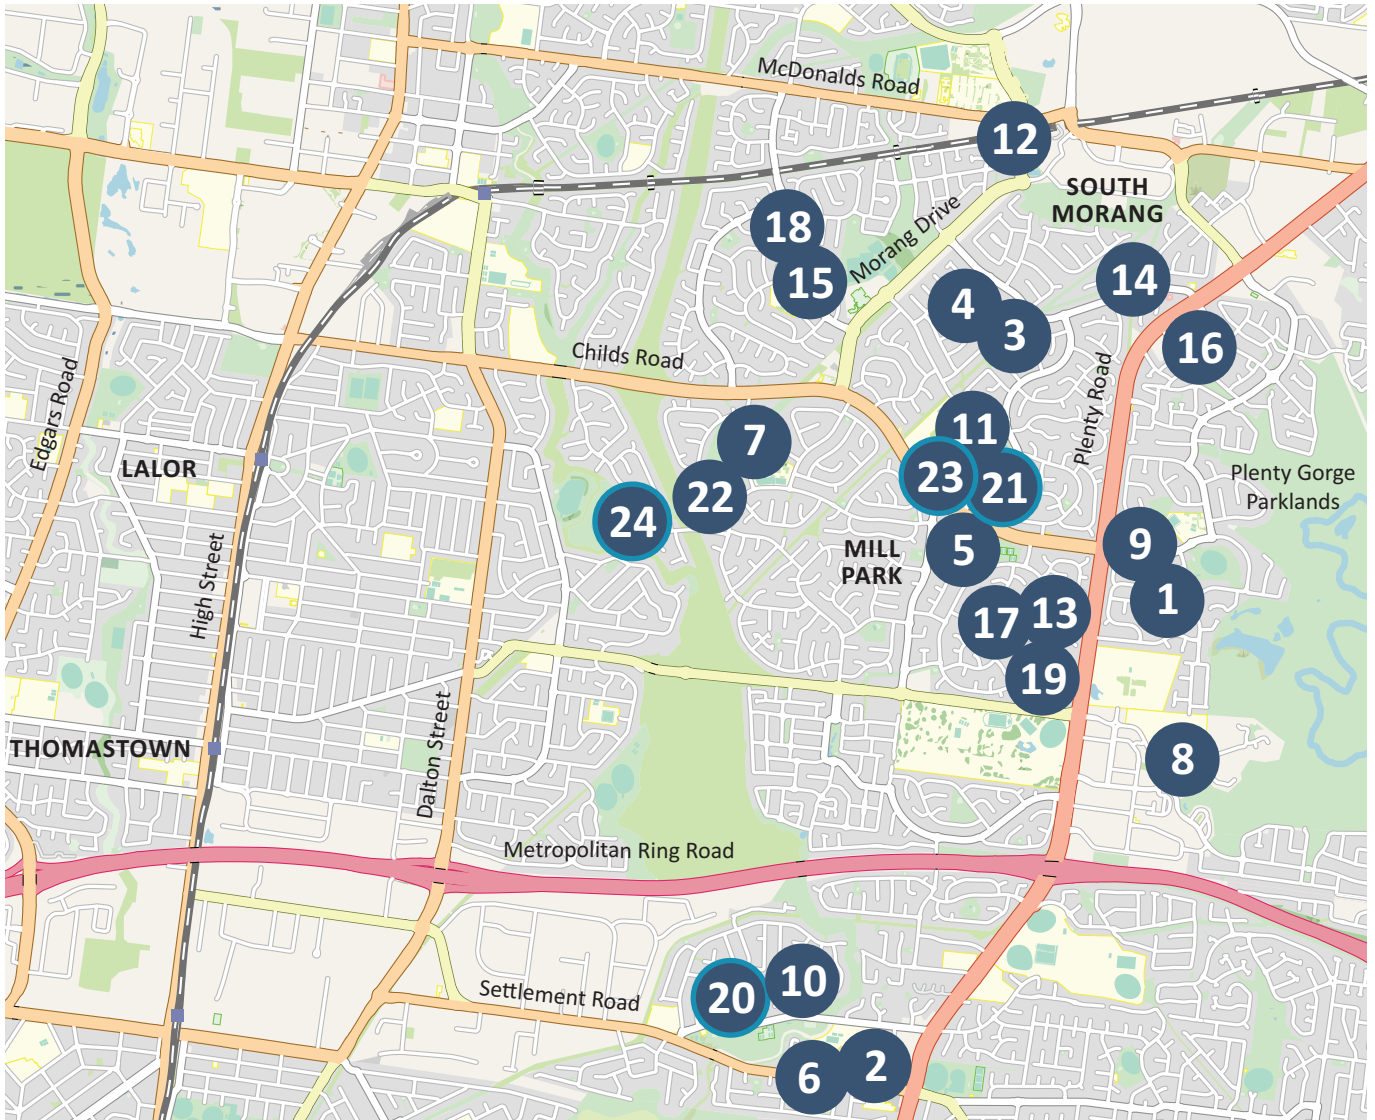 McDonalds Road
12
SOUTH
MORANG
18
Morang Drive
15
14
4
3
16
Childs Road
Edgars Road
Plenty Road
11
7
LALOR
23
21
Plenty Gorge
Parklands
22
24
High Street
MILL
PARK
5
9
1
17
13
19
THOMASTOWN
Dalton Street
8
Metropolitan Ring Road
Settlement Road
20
10
6
2